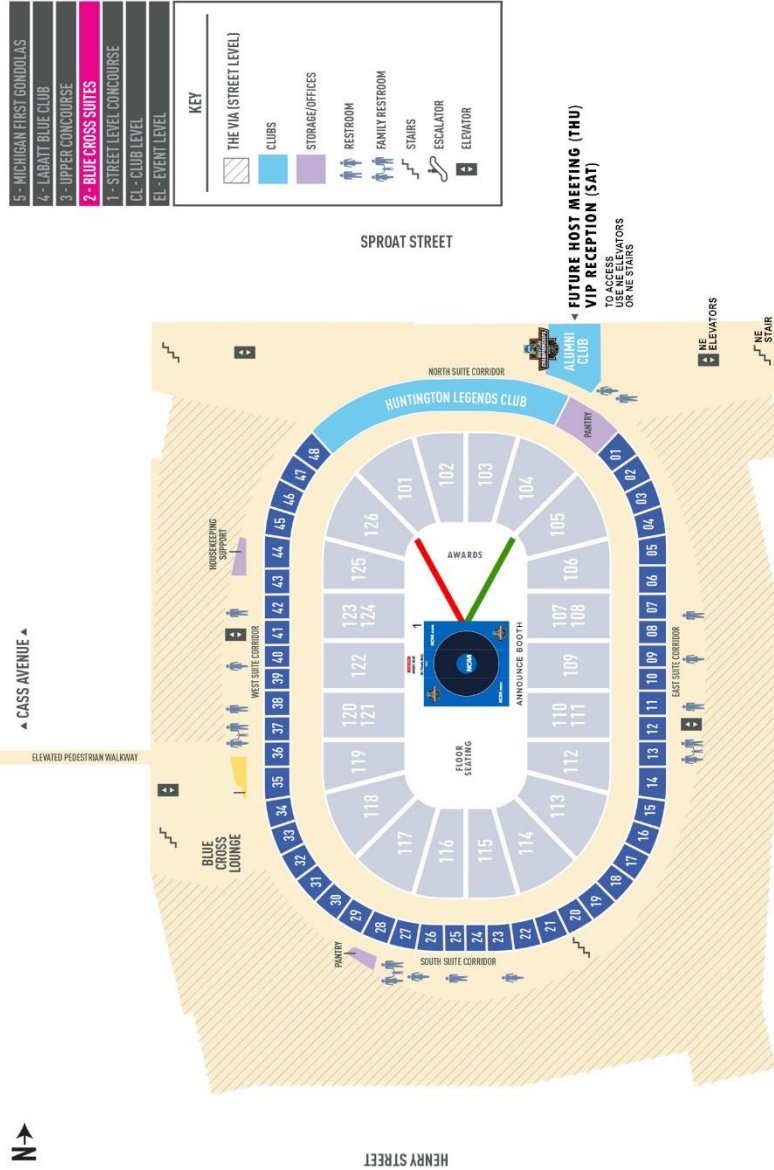 5 - MICHIGAN FIRST GONDOLAS
4 - LABATT BLUE CLUB
3 - UPPER CONCOURSE
2 - BLUE CROSS SUITES
1 - STREET LEVEL CONCOURSE
CL - CLUB LEVEL
EL - EVENT LEVEL
KEY
THE VIA (STREET LEVEL)
CLUBS
STORAGE/OFFICES
RESTROOM
FAMILY RESTROOM
STAIRS
ESCALATOR
ELEVATOR
SPROAT STREET
FUTURE HOST MEETING (THU)
VIP RECEPTION (SAT)
TO ACCESS
USE NE ELEVATORS
OR NE STAIRS
NE
ELEVATORS
NE
STAIR
ALUMNI
CLUB
NORTH SUITE CORRIDOR
HUNTINGTON LEGENDS CLUB
PANTRY
CASS AVENUE
ELEVATED PEDESTRIAN WALKWAY
HOUSEKEEPING
SUPPORT
WEST SUITE CORRIDOR
BLUE
CROSS
LOUNGE
PANTRY
SOUTH SUITE CORRIDOR
EAST SUITE CORRIDOR
01
02
03
04
05
06
07
08
09
10
11
12
13
14
15
16
17
18
19
20
21
22
23
24
25
26
27
28
29
30
31
32
33
34
35
36
37
38
39
40
41
42
43
44
45
46
47
48
101
102
103
104
105
106
107
108
109
110
111
112
113
114
115
116
117
118
119
120
121
122
123
124
125
126
AWARDS
1
NCAA
NCAA.com
NCAA.com
ANNOUNCE BOOTH
FLOOR
SEATING
N
HENRY STREET